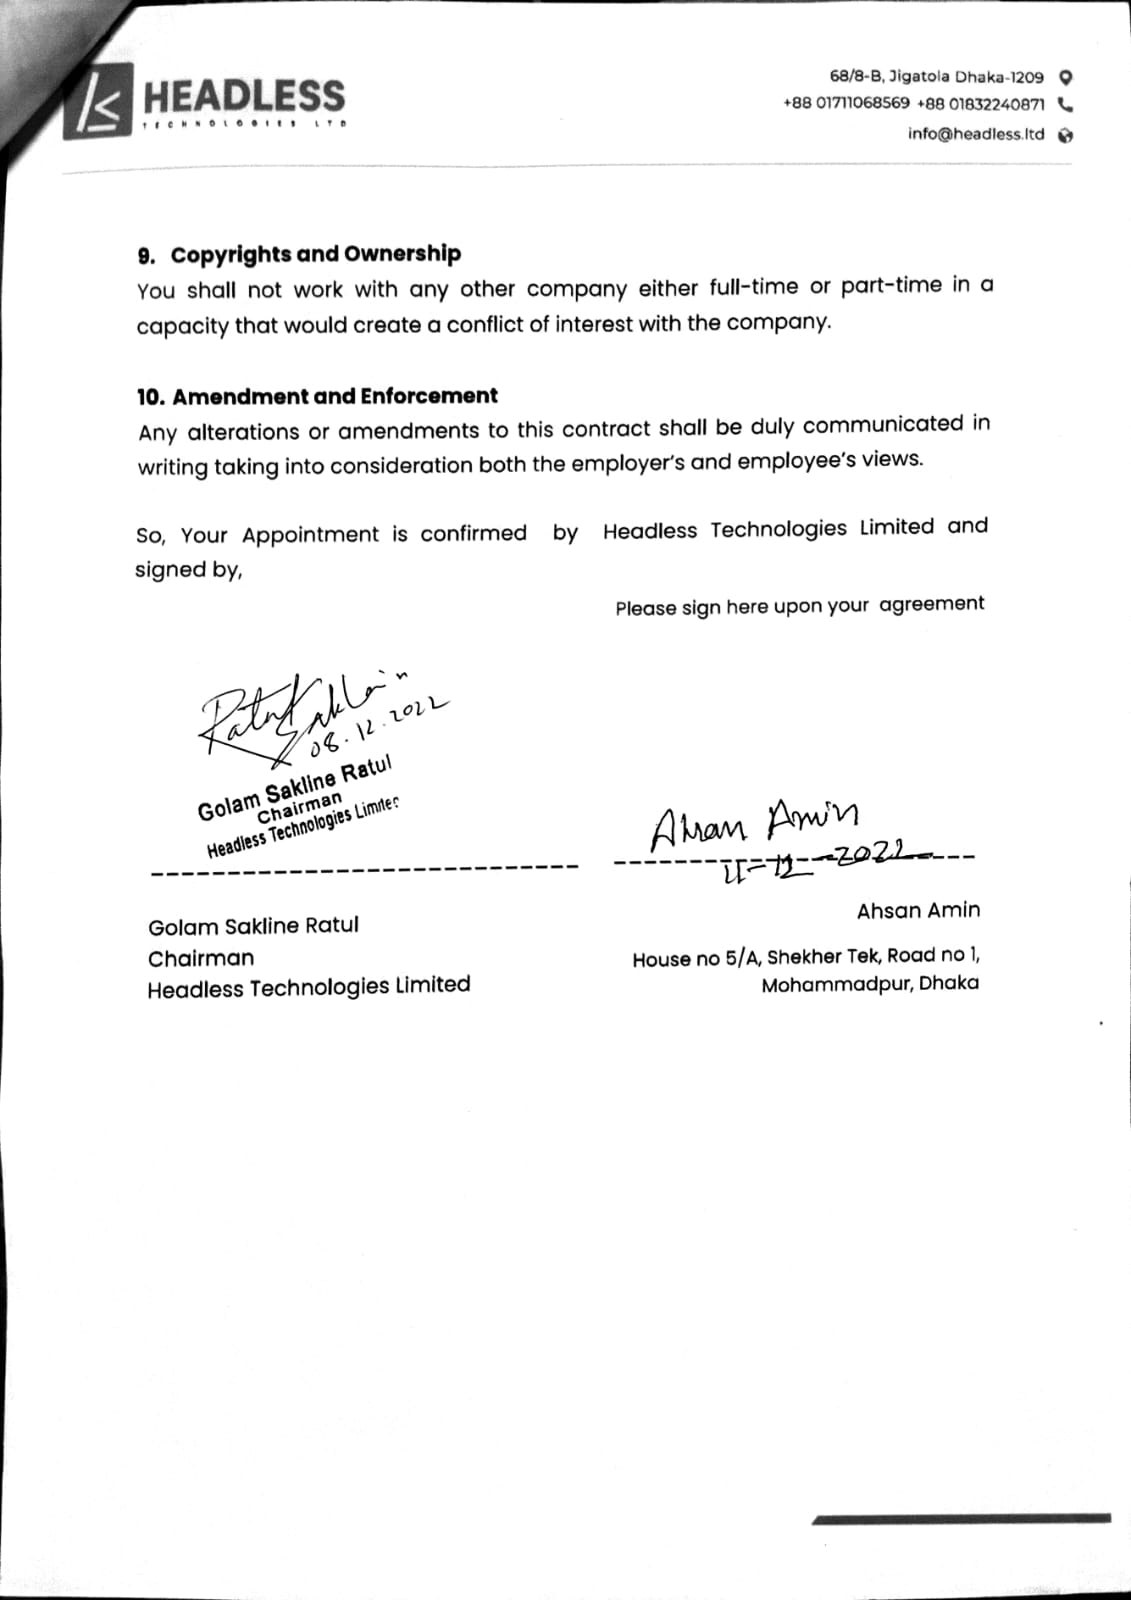 HEADLESS
TECHNOLOGIES LTD
68/8-B, Jigatola Dhaka-1209
+88 01711068569 +88 01832240871
info@headless.ltd
9. Copyrights and Ownership
You shall not work with any other company either full-time or part-time in a
capacity that would create a conflict of interest with the company.
10. Amendment and Enforcement
Any alterations or amendments to this contract shall be duly communicated in
writing taking into consideration both the employer's and employee's views.
So, Your Appointment is confirmed by Headless Technologies Limited and
signed by,
Please sign here upon your agreement
Ratul Saklain
08.12.2022
Golam Sakline Ratul
Chairman
Headless Technologies Limited
Ahsan Amin
11-12-2022
Golam Sakline Ratul
Chairman
Headless Technologies Limited
Ahsan Amin
House no 5/A, Shekher Tek, Road no 1,
Mohammadpur, Dhaka